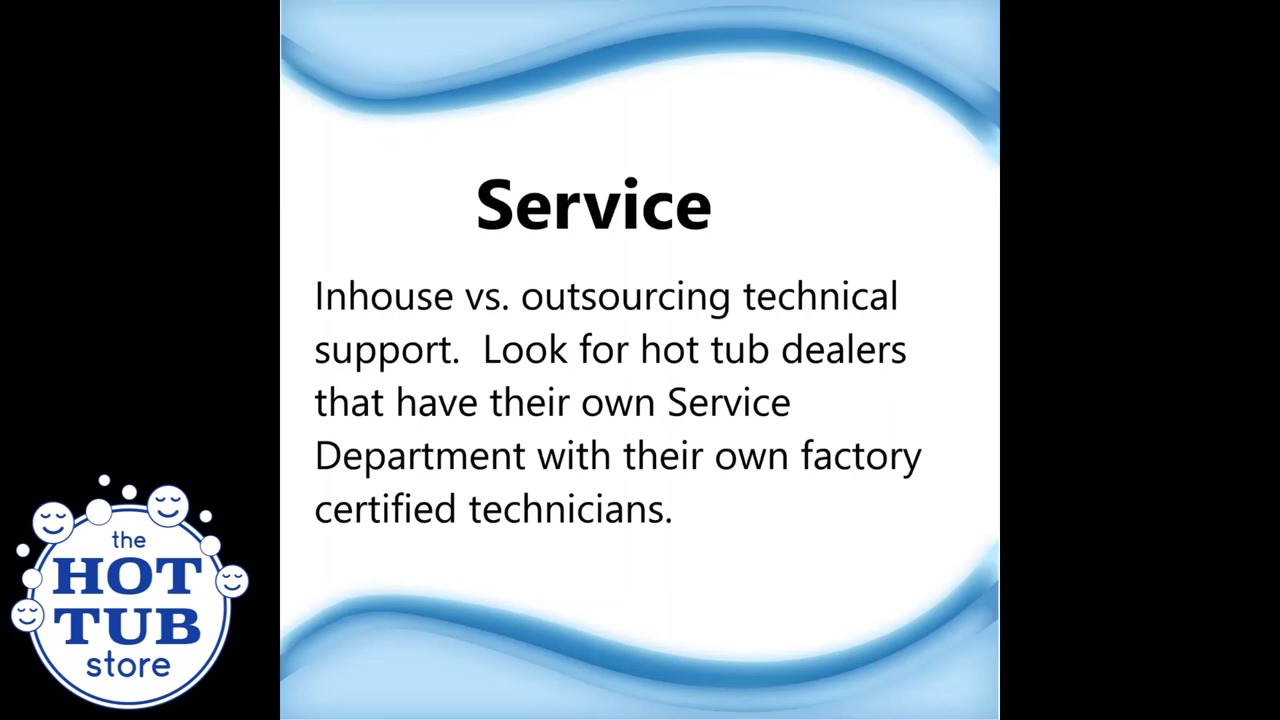 Service
Inhouse vs. outsourcing technical
support.  Look for hot tub dealers
that have their own Service
Department with their own factory
certified technicians.
the
HOT
TUB
store